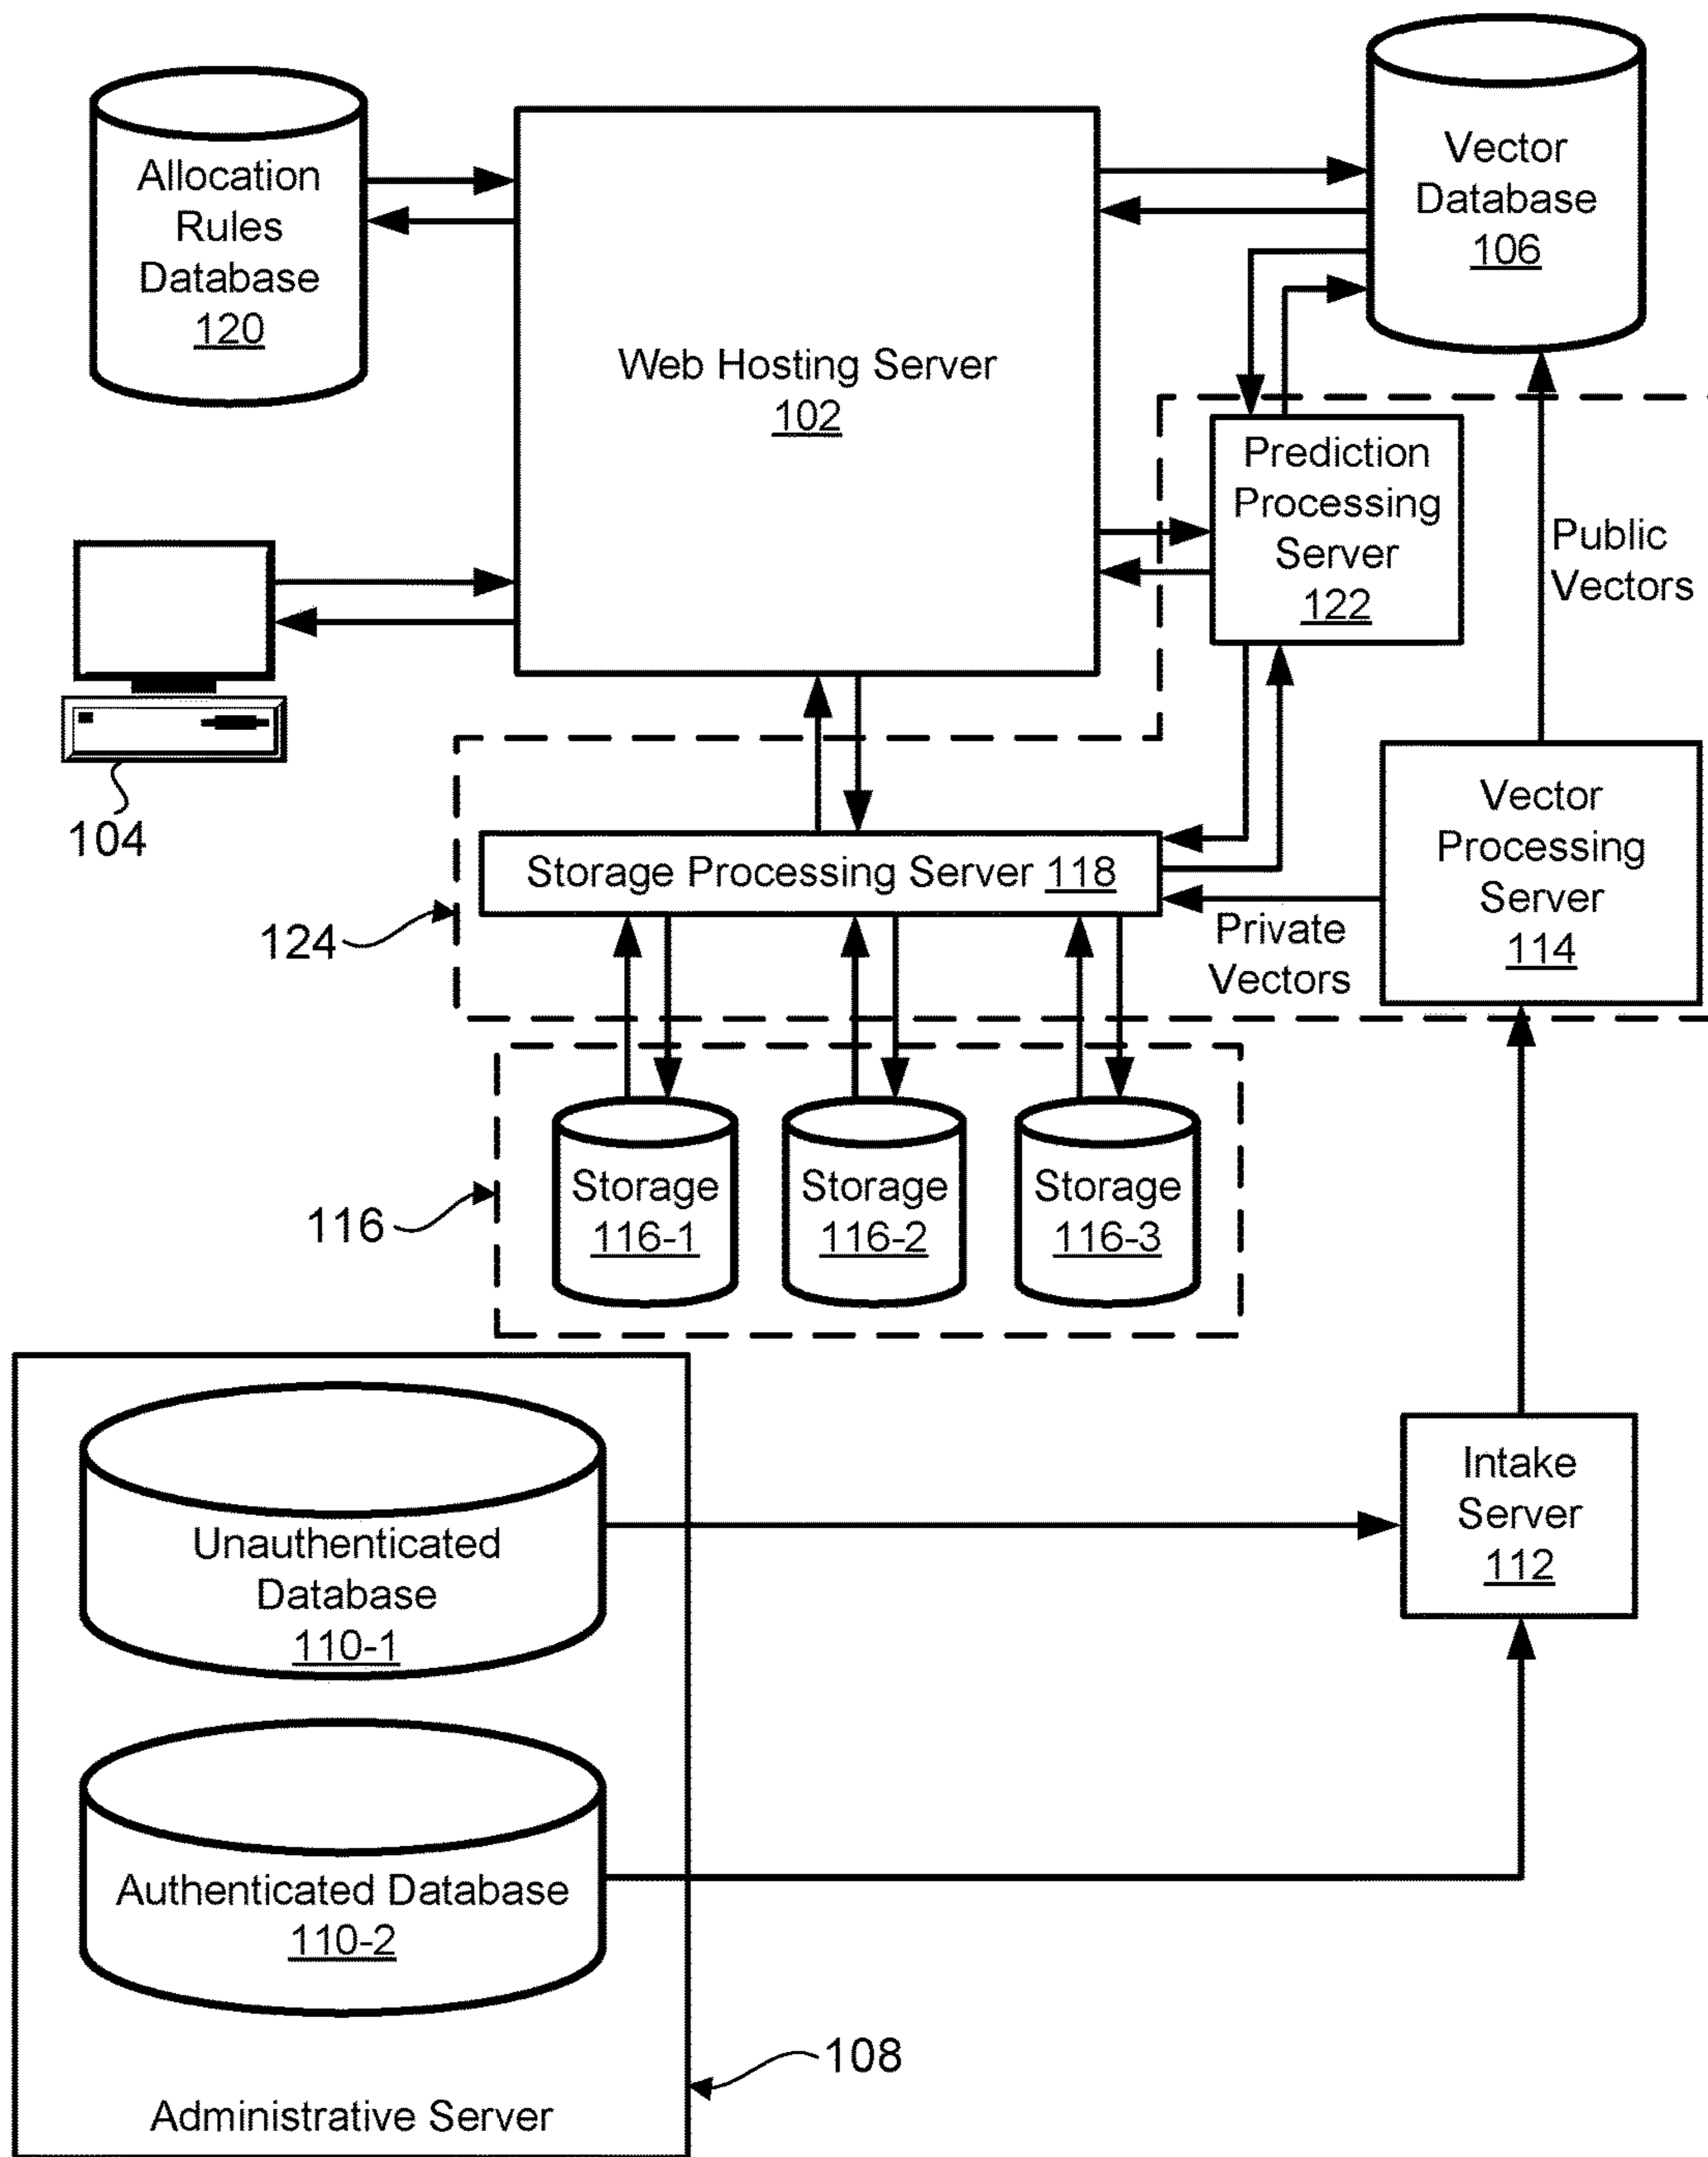 Allocation
Rules
Database
120
Web Hosting Server
102
Vector
Database
106
Prediction
Processing
Server
122
Public
Vectors
104
Vector
Processing
Server
114
Storage Processing Server 118
124
Private
Vectors
116
Storage
116-1
Storage
116-2
Storage
116-3
Unauthenticated
Database
110-1
Intake
Server
112
Authenticated Database
110-2
108
Administrative Server